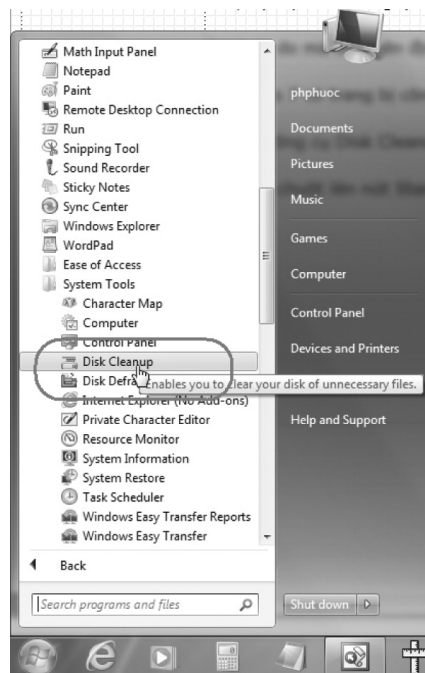 Math Input Panel
Notepad
Paint
Remote Desktop Connection
Run
Snipping Tool
Sound Recorder
Sticky Notes
Sync Center
Windows Explorer
WordPad
Ease of Access
System Tools
Character Map
Computer
Control Panel
Disk Cleanup
Disk Defra
Enables you to clear your disk of unnecessary files.
Internet Explorer (No Add-ons)
Private Character Editor
Resource Monitor
System Information
System Restore
Task Scheduler
Windows Easy Transfer Reports
Windows Easy Transfer
Back
Search programs and files
phphuoc
Documents
Pictures
Music
Games
Computer
Control Panel
Devices and Printers
Help and Support
Shut down